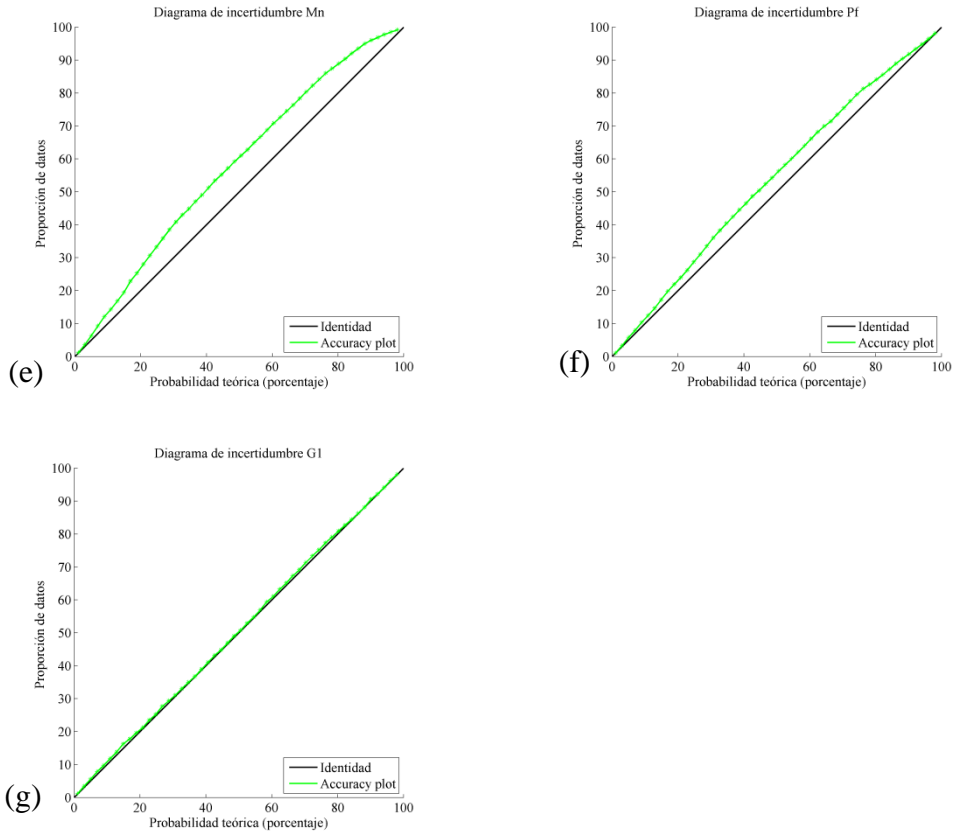 Diagrama de incertidumbre Mn
100
90
80
70
60
50
40
30
20
10
0
Proporción de datos
Identidad
Accuracy plot
0 20 40 60 80 100
Probabilidad teórica (porcentaje)
(e)
Diagrama de incertidumbre Pf
100
90
80
70
60
50
40
30
20
10
0
Proporción de datos
Identidad
Accuracy plot
0 20 40 60 80 100
Probabilidad teórica (porcentaje)
(f)
Diagrama de incertidumbre G1
100
90
80
70
60
50
40
30
20
10
0
Proporción de datos
Identidad
Accuracy plot
0 20 40 60 80 100
Probabilidad teórica (porcentaje)
(g)